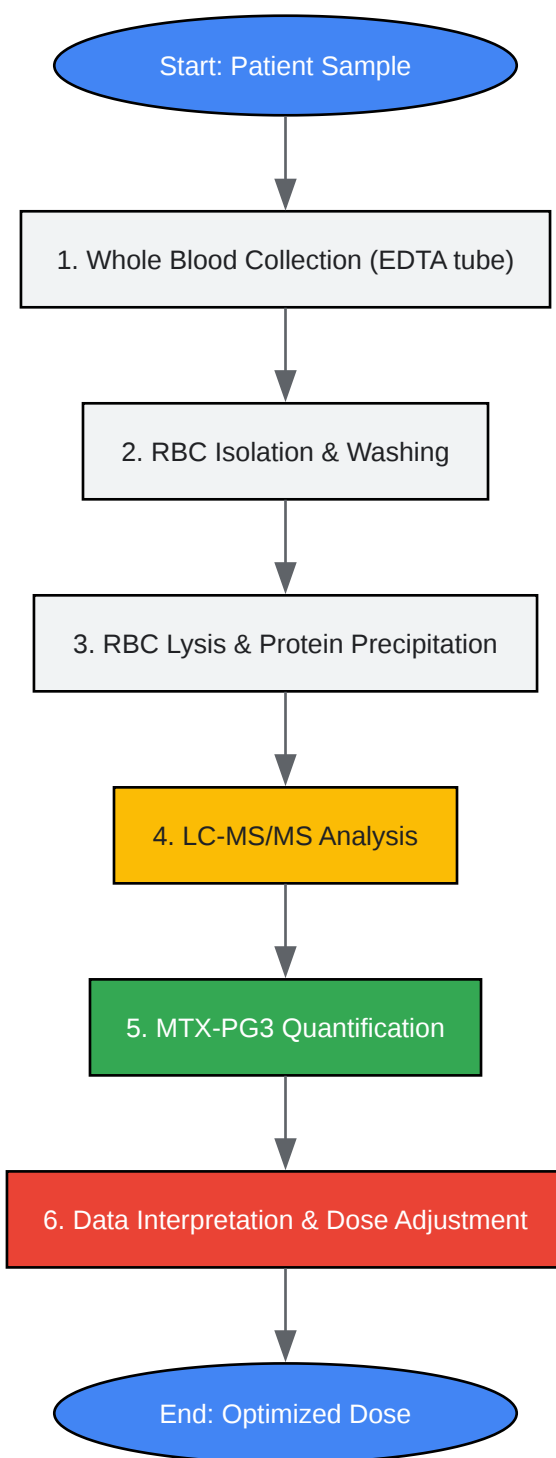 Start: Patient Sample
1. Whole Blood Collection (EDTA tube)
2. RBC Isolation & Washing
3. RBC Lysis & Protein Precipitation
4. LC-MS/MS Analysis
5. MTX-PG3 Quantification
6. Data Interpretation & Dose Adjustment
End: Optimized Dose